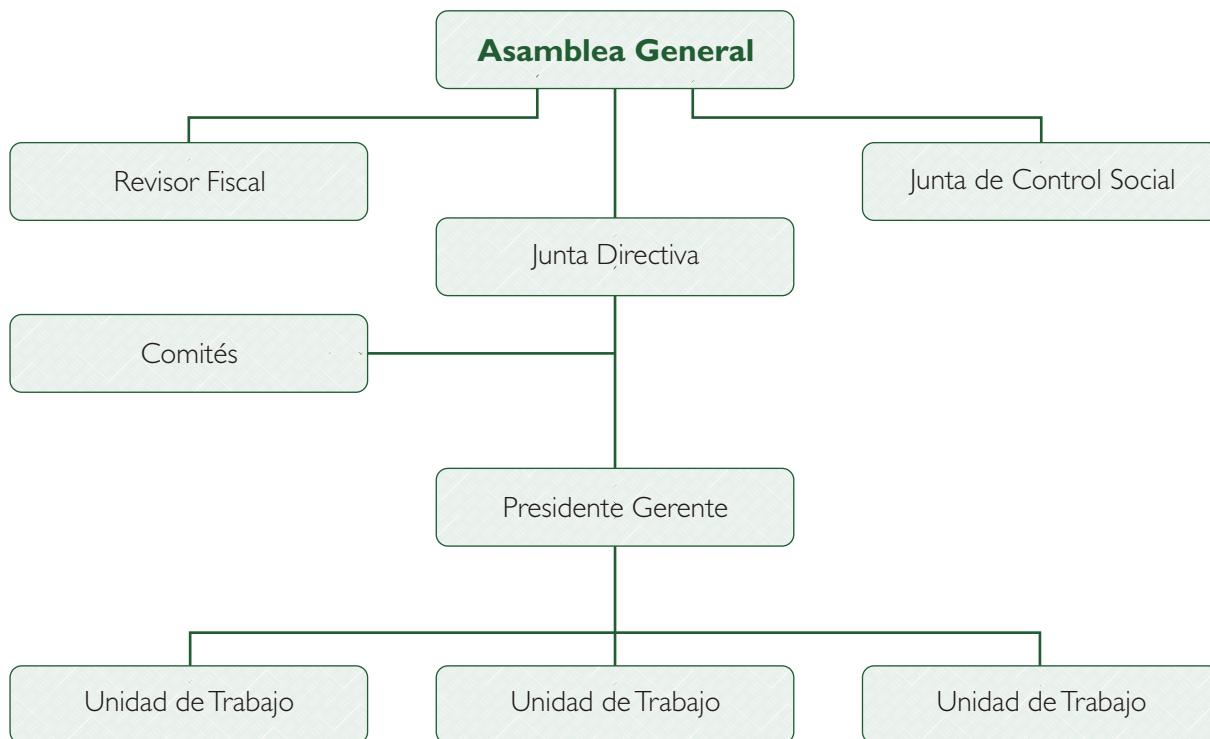 Asamblea General
Revisor Fiscal
Junta de Control Social
Junta Directiva
Comités
Presidente Gerente
Unidad de Trabajo
Unidad de Trabajo
Unidad de Trabajo